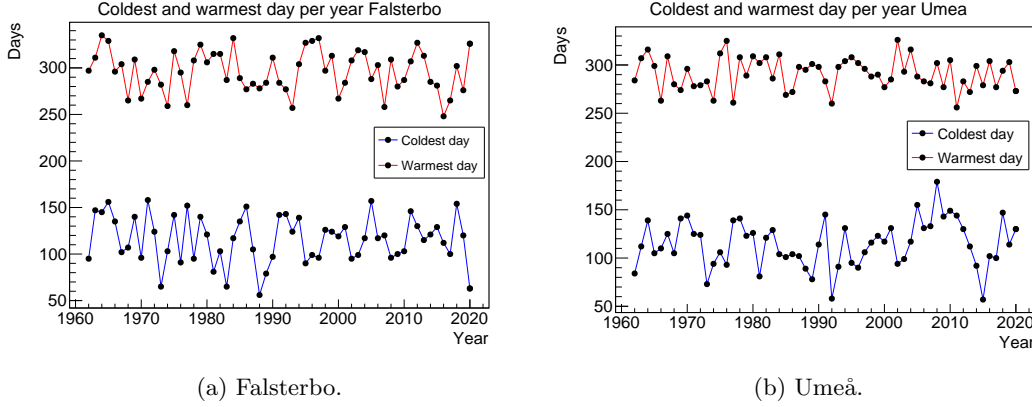 Coldest and warmest day per year Falsterbo
Days
300
250
200
150
100
50
Coldest day
Warmest day
1960 1970 1980 1990 2000 2010 2020
Year
(a) Falsterbo.
Coldest and warmest day per year Umea
Days
300
250
200
150
100
50
Coldest day
Warmest day
1960 1970 1980 1990 2000 2010 2020
Year
(b) Umeå.